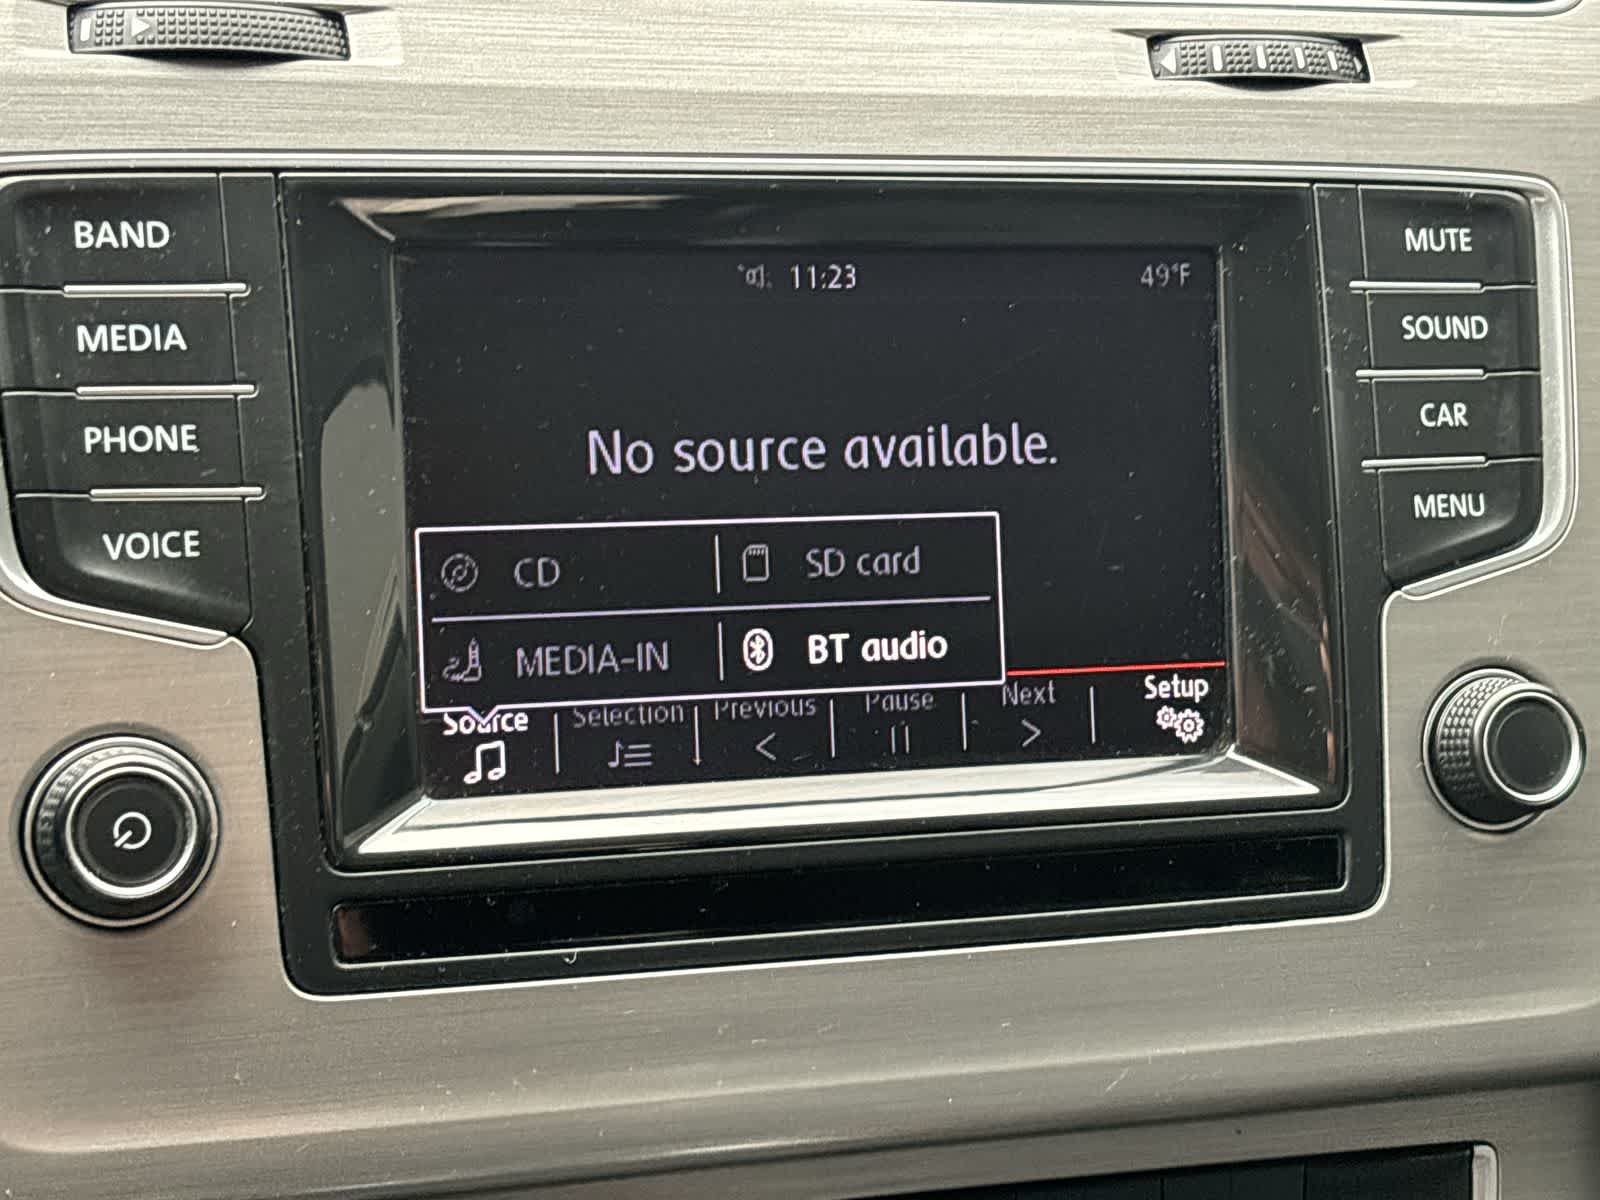 BAND
MEDIA
PHONE
VOICE
11:23
49°F
No source available.
CD
SD card
MEDIA-IN
BT audio
Source
Selection
Previous
Pause
Next
Setup
MUTE
SOUND
CAR
MENU